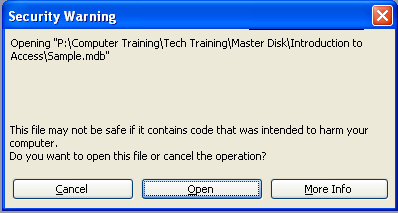 Security Warning
Opening "P:\Computer Training\Tech Training\Master Disk\Introduction to
Access\Sample.mdb"
This file may not be safe if it contains code that was intended to harm your
computer.
Do you want to open this file or cancel the operation?
Cancel Open More Info